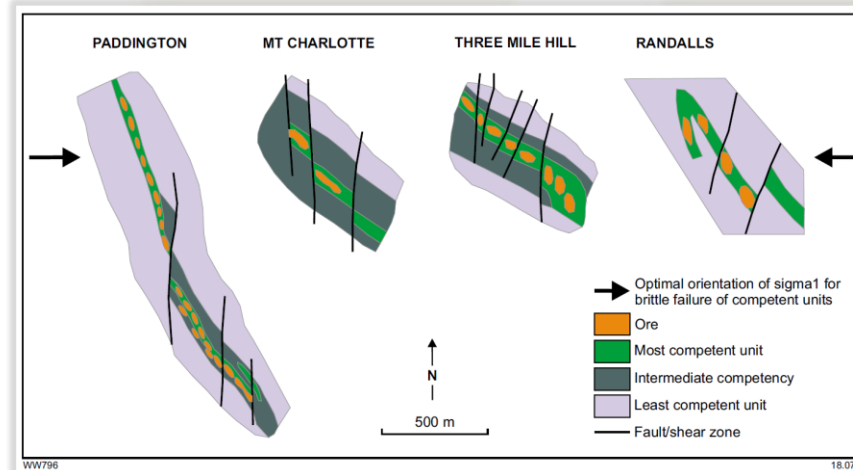 PADDINGTON
MT CHARLOTTE
THREE MILE HILL
RANDALLS
Optimal orientation of sigma1 for
brittle failure of competent units
Ore
Most competent unit
Intermediate competency
Least competent unit
Fault/shear zone
N
500 m
WW796
18.07